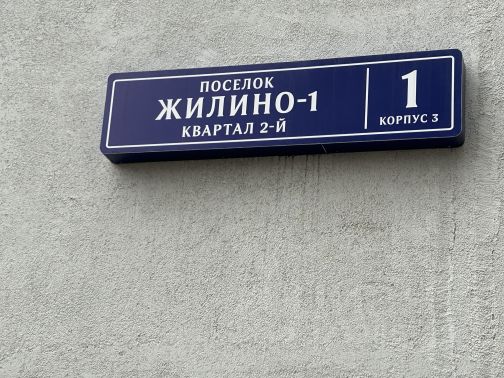 ПОСЕЛОК
ЖИЛИНО-1
КВАРТАЛ 2-Й
1
КОРПУС 3